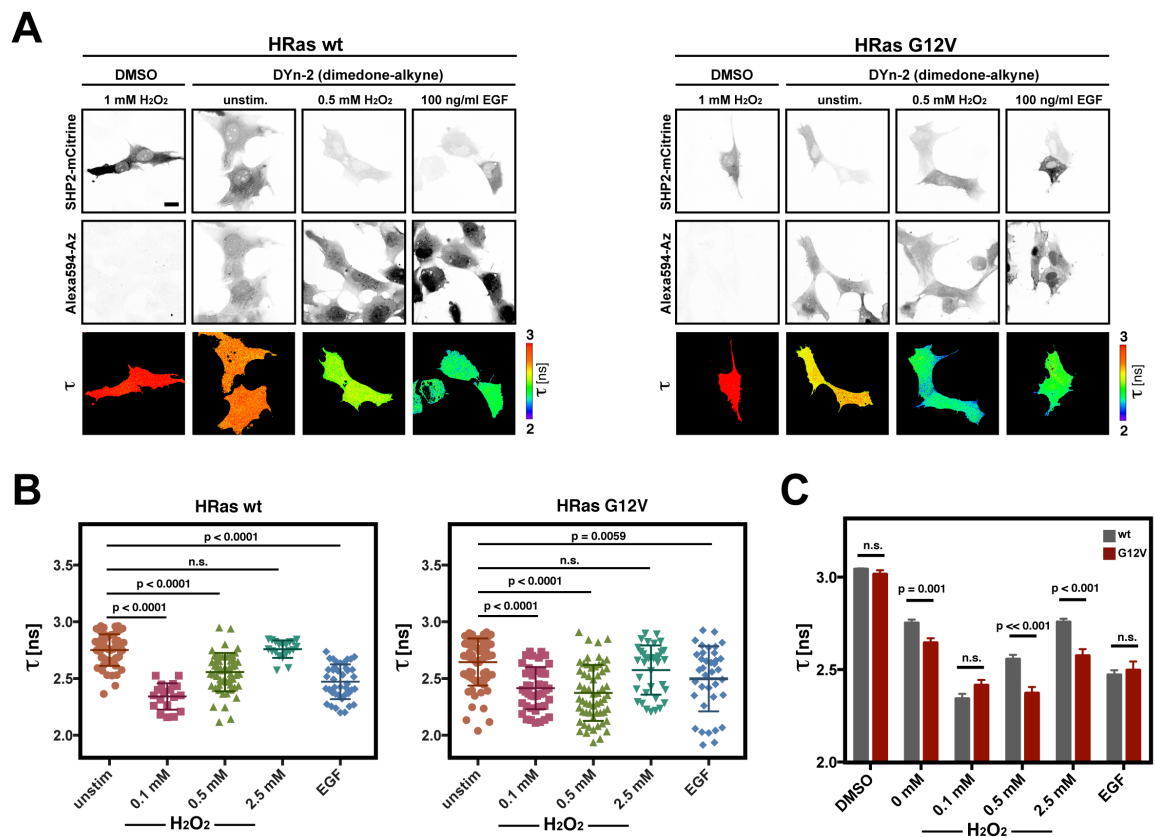 A
HRas wt
DMSO
DYn-2 (dimedone-alkyne)
1 mM H₂O₂
unstim.
0.5 mM H₂O₂
100 ng/ml EGF
SHP2-mCitrine
Alexa594-Az
τ
3
τ [ns]
2
HRas G12V
DMSO
DYn-2 (dimedone-alkyne)
1 mM H₂O₂
unstim.
0.5 mM H₂O₂
100 ng/ml EGF
SHP2-mCitrine
Alexa594-Az
τ
3
τ [ns]
2
B
HRas wt
τ [ns]
3.5
3.0
2.5
2.0
p < 0.0001
n.s.
p < 0.0001
p < 0.0001
unstim
0.1 mM
0.5 mM
2.5 mM
EGF
H₂O₂
HRas G12V
τ [ns]
3.5
3.0
2.5
2.0
p = 0.0059
n.s.
p < 0.0001
p < 0.0001
unstim
0.1 mM
0.5 mM
2.5 mM
EGF
H₂O₂
C
τ [ns]
3.0
2.5
2.0
wt
G12V
n.s.
p = 0.001
n.s.
p << 0.001
p < 0.001
n.s.
DMSO
0 mM
0.1 mM
0.5 mM
2.5 mM
EGF
H₂O₂